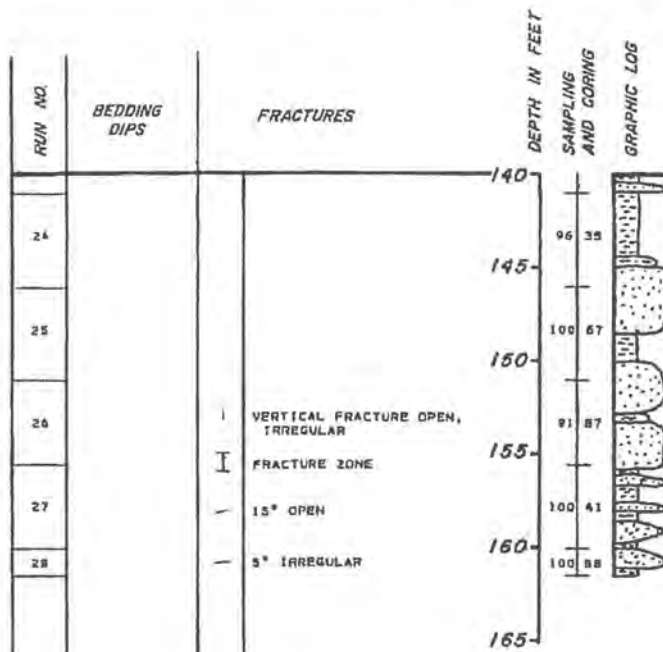 RUN NO.
BEDDING
DIPS
FRACTURES
DEPTH IN FEET
SAMPLING
AND CORING
GRAPHIC LOG
140
24
96 35
145
25
100 67
150
26
VERTICAL FRACTURE OPEN,
IRREGULAR
91 87
FRACTURE ZONE
155
27
15° OPEN
100 41
160
28
5° IRREGULAR
100 88
165